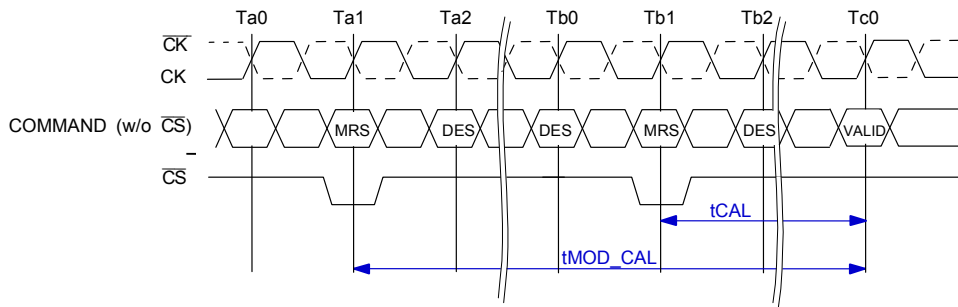 Ta0 Ta1 Ta2 Tb0 Tb1 Tb2 Tc0
CK
CK
COMMAND (w/o CS) MRS DES DES MRS DES VALID
CS
tCAL
tMOD_CAL